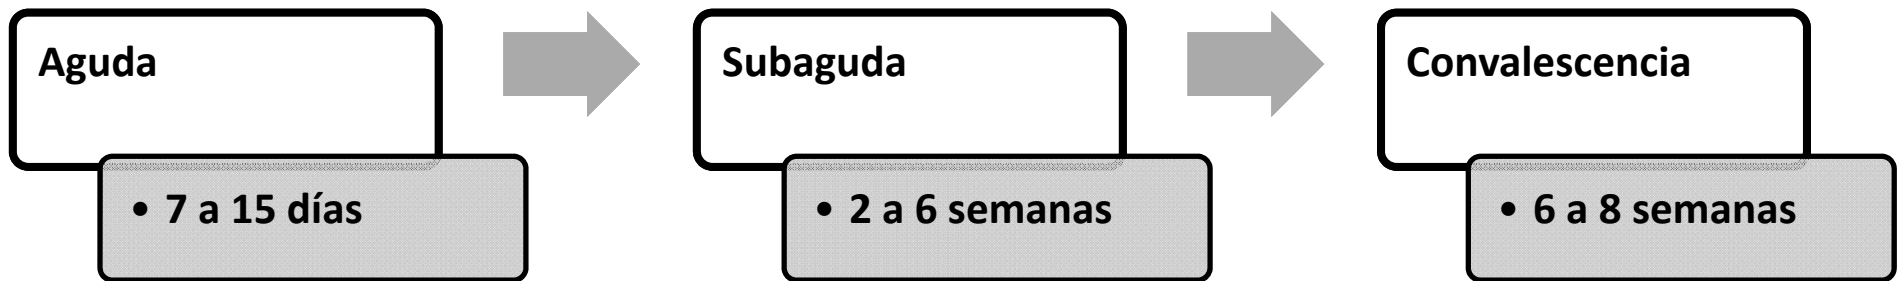 Aguda
• 7 a 15 días
Subaguda
• 2 a 6 semanas
Convalescencia
• 6 a 8 semanas